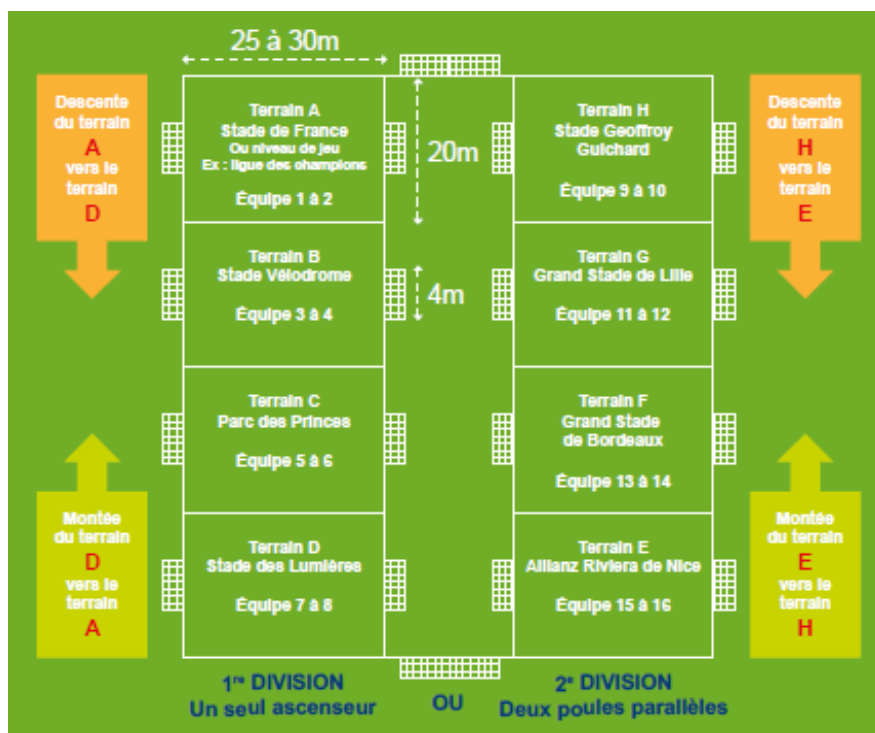 25 à 30m
Descente
du terrain
A
vers le
terrain
D
Terrain A
Stade de France
Ou niveau de jeu
Ex : ligue des champions
Équipe 1 à 2
20m
Terrain H
Stade Geoffroy
Guichard
Équipe 9 à 10
Descente
du terrain
H
vers le
terrain
E
Terrain B
Stade Vélodrome
Équipe 3 à 4
4m
Terrain G
Grand Stade de Lille
Équipe 11 à 12
Terrain C
Parc des Princes
Équipe 5 à 6
Terrain F
Grand Stade
de Bordeaux
Équipe 13 à 14
Montée
du terrain
D
vers le
terrain
A
Terrain D
Stade des Lumières
Équipe 7 à 8
Terrain E
Allianz Riviera de Nice
Équipe 15 à 16
Montée
du terrain
E
vers le
terrain
H
1re DIVISION
Un seul ascenseur
OU
2e DIVISION
Deux poules parallèles